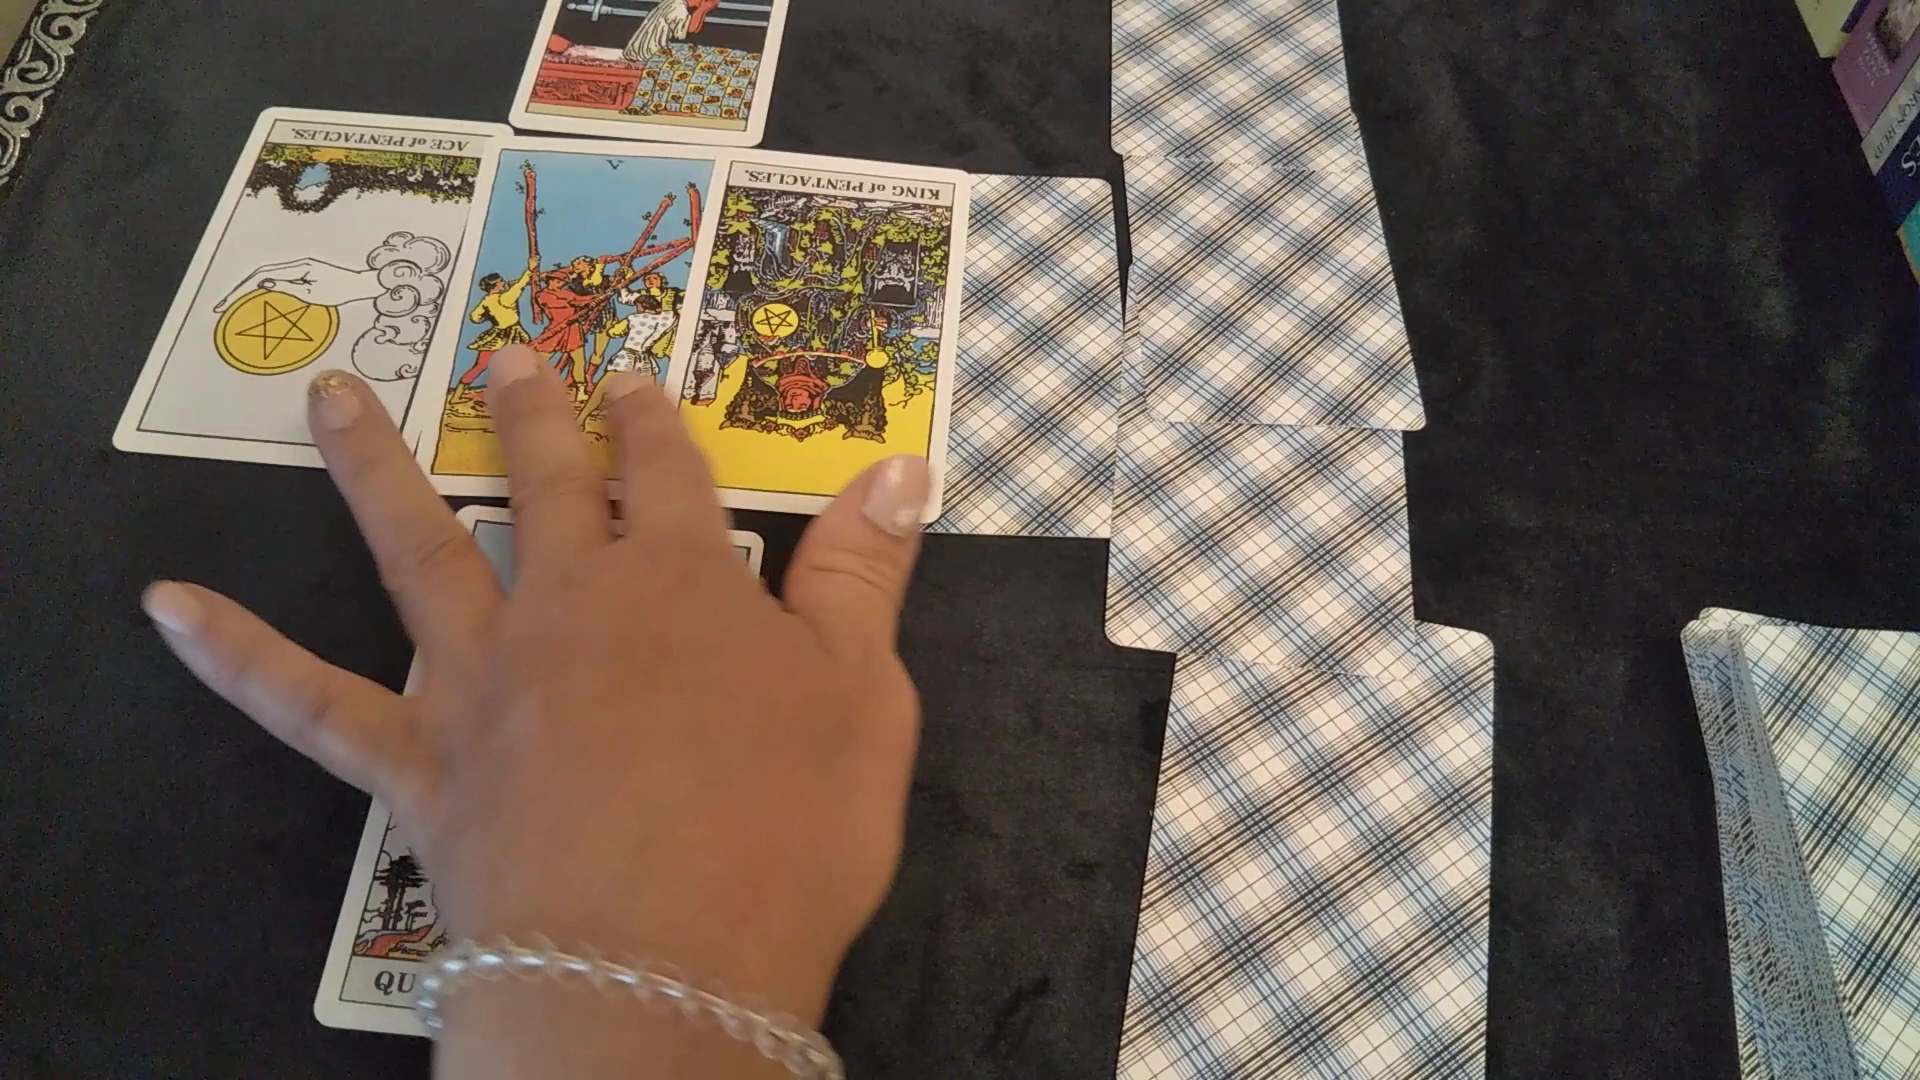 ACE of PENTACLES.
V
KING of PENTACLES.
QU